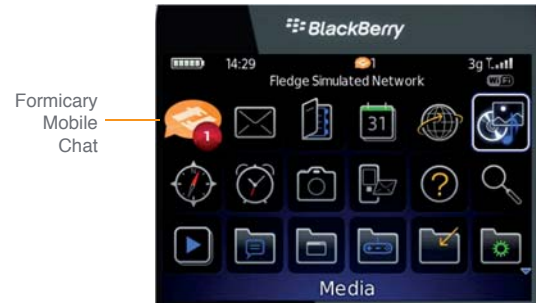 BlackBerry
14:29
1
3g
Fledge Simulated Network
WiFi
Formicary
Mobile
Chat
1
31
?
Media